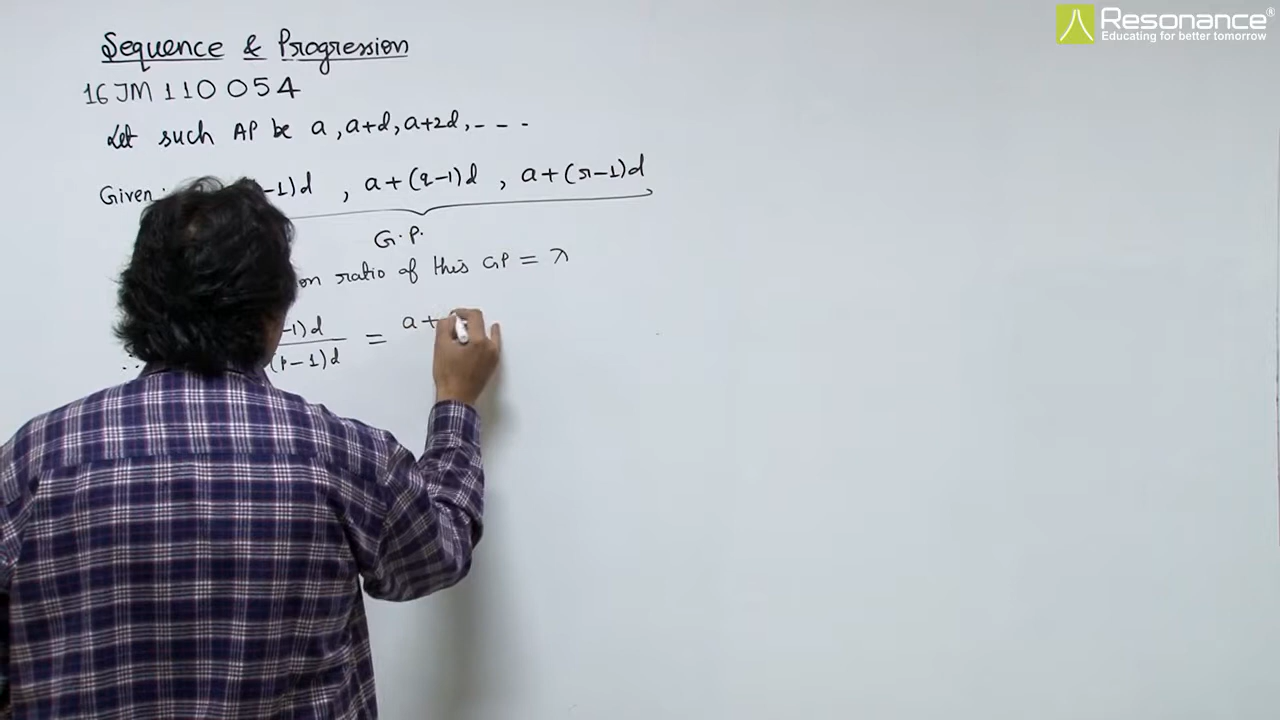 Resonance®
Educating for better tomorrow
Sequence & Progression
16JM110054
Let such AP be a, a+d, a+2d, - - -
Given -1)d , a+(q-1)d , a+(r-1)d
G.P.
on ratio of this GP = λ
∴ -1)d / (p-1)d = a+